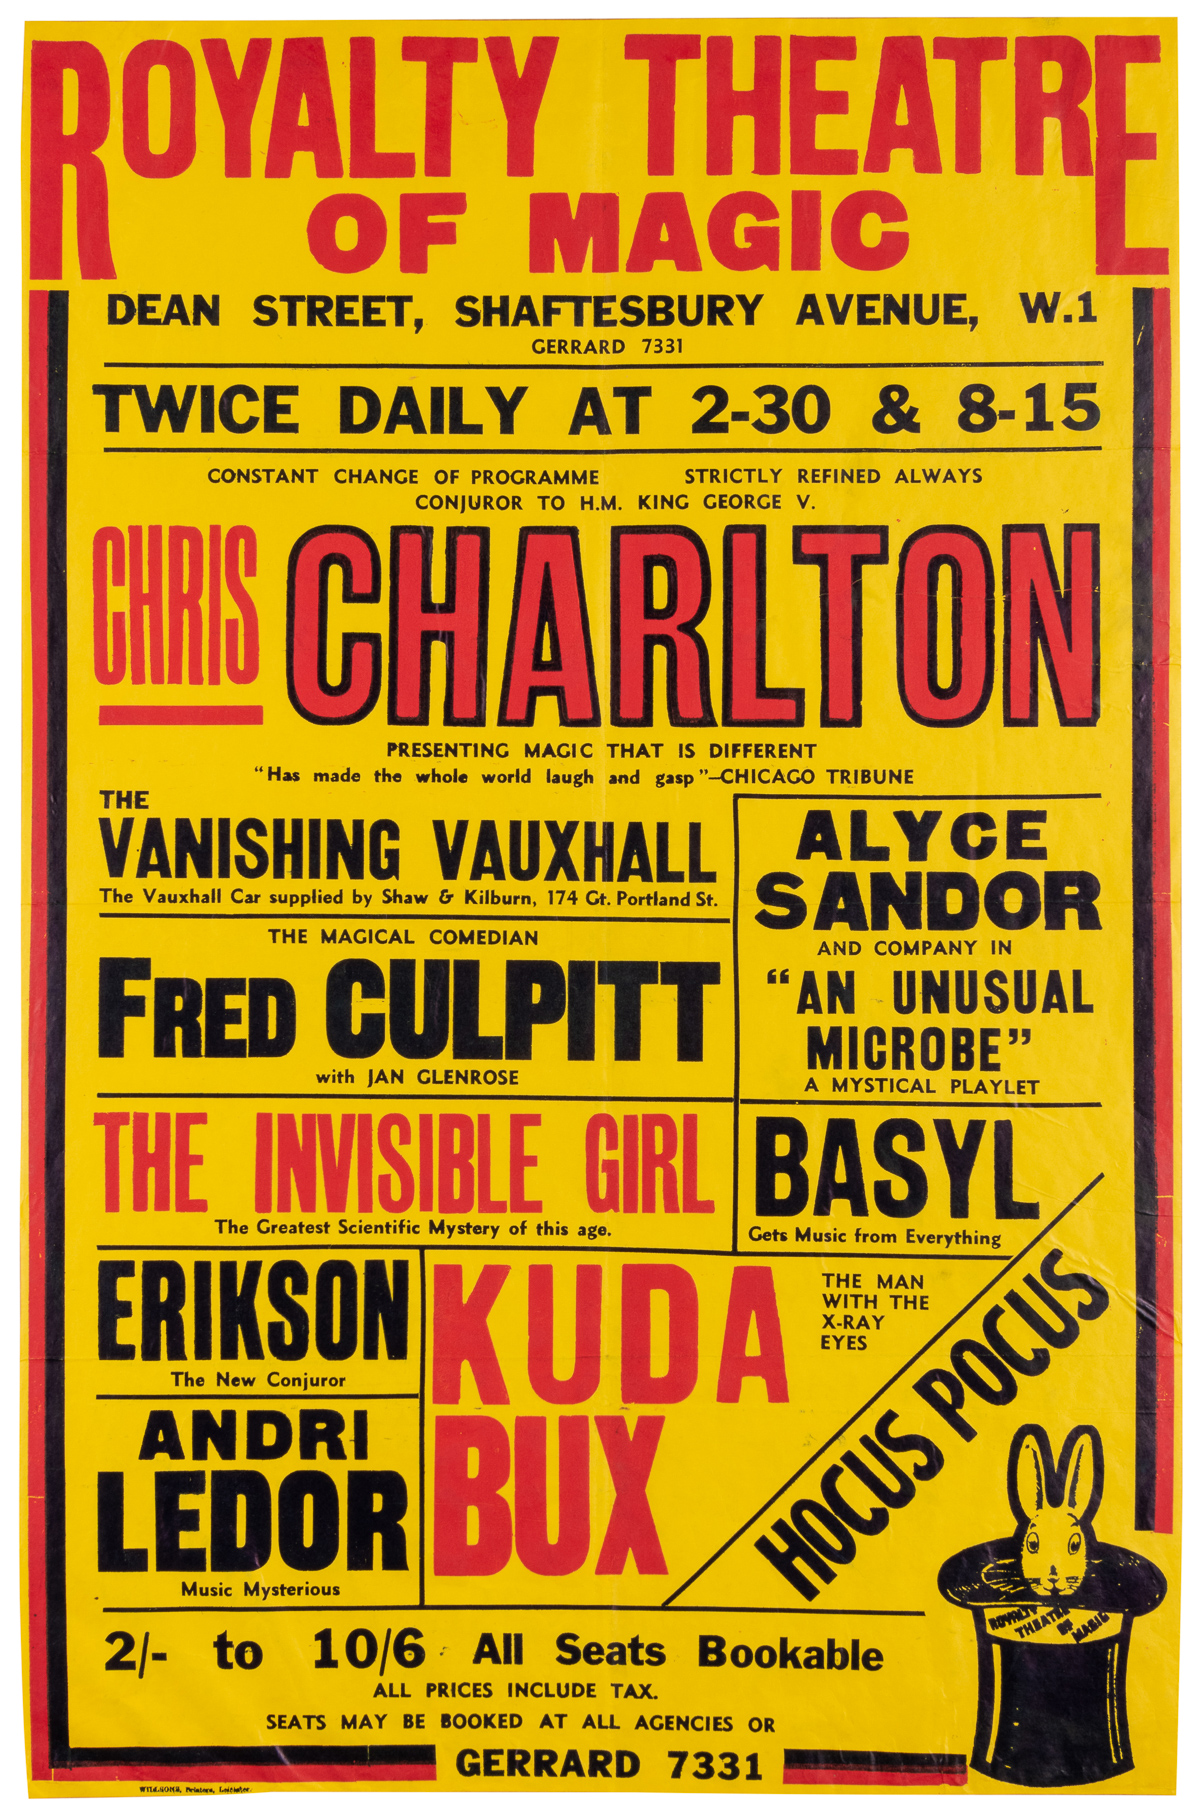 ROYALTY THEATRE
OF MAGIC
DEAN STREET, SHAFTESBURY AVENUE, W.1
GERRARD 7331
TWICE DAILY AT 2-30 & 8-15
CONSTANT CHANGE OF PROGRAMME STRICTLY REFINED ALWAYS
CONJUROR TO H.M. KING GEORGE V.
CHRIS CHARLTON
PRESENTING MAGIC THAT IS DIFFERENT
"Has made the whole world laugh and gasp"—CHICAGO TRIBUNE
THE
VANISHING VAUXHALL
The Vauxhall Car supplied by Shaw & Kilburn, 174 Gt. Portland St.
THE MAGICAL COMEDIAN
FRED CULPITT
with JAN GLENROSE
ALYCE
SANDOR
AND COMPANY IN
"AN UNUSUAL
MICROBE"
A MYSTICAL PLAYLET
THE INVISIBLE GIRL
The Greatest Scientific Mystery of this age.
BASYL
Gets Music from Everything
ERIKSON
The New Conjuror
ANDRI
LEDOR
Music Mysterious
KUDA
BUX
THE MAN
WITH THE
X-RAY
EYES
HOCUS POCUS
ROYALTY
THEATRE
OF
MAGIC
2/- to 10/6 All Seats Bookable
ALL PRICES INCLUDE TAX.
SEATS MAY BE BOOKED AT ALL AGENCIES OR
GERRARD 7331
WILSONS, Printers, Leicester.